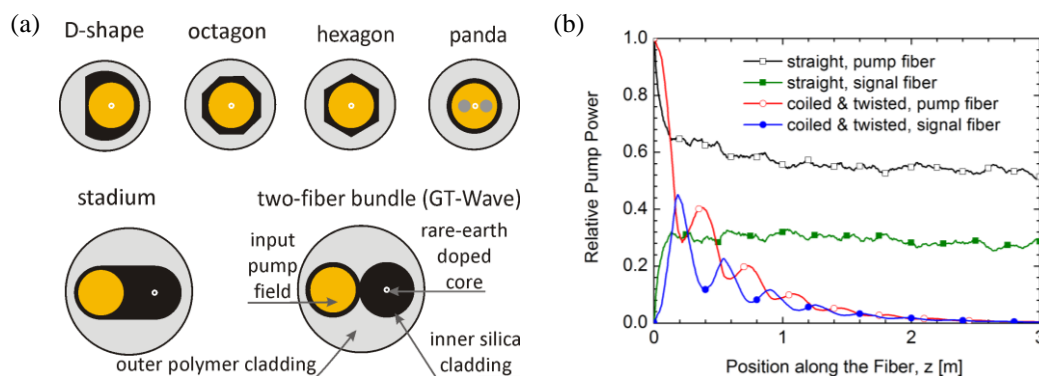 (a)
D-shape octagon hexagon panda
stadium two-fiber bundle (GT-Wave)
input
pump
field
rare-earth
doped
core
outer polymer cladding
inner silica
cladding
(b)
1.0
0.8
0.6
0.4
0.2
0.0
Relative Pump Power
straight, pump fiber
straight, signal fiber
coiled & twisted, pump fiber
coiled & twisted, signal fiber
0 1 2 3
Position along the Fiber, z [m]